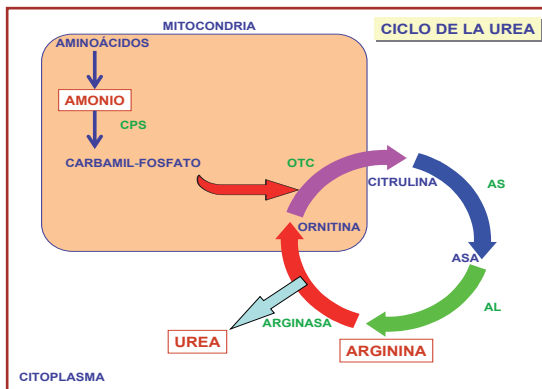 MITOCONDRIA
CICLO DE LA UREA
AMINOÁCIDOS
AMONIO
CPS
CARBAMIL-FOSFATO
OTC
CITRULINA
AS
ORNITINA
ASA
AL
ARGINASA
UREA
ARGININA
CITOPLASMA